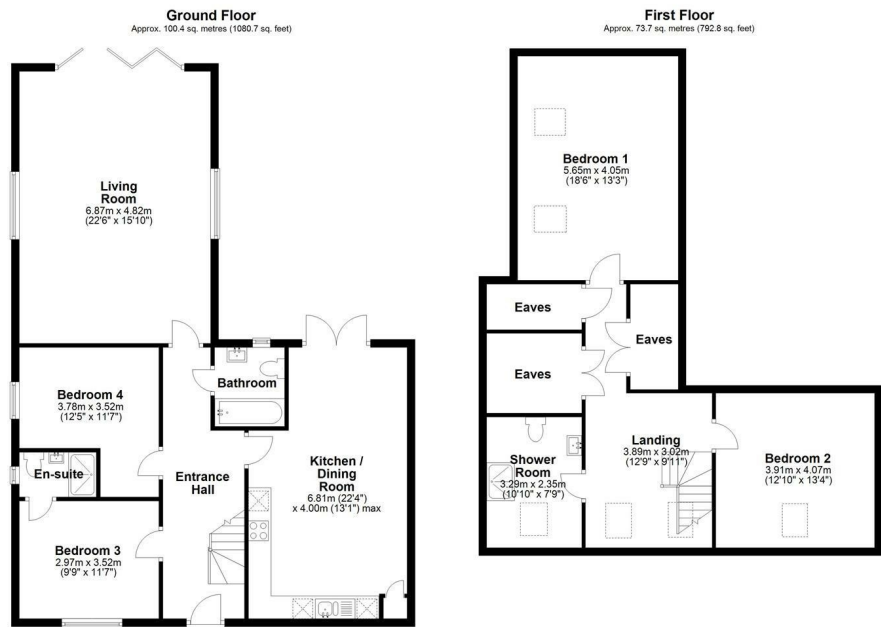 Ground Floor
Approx. 100.4 sq. metres (1080.7 sq. feet)
Living
Room
6.87m x 4.82m
(22'6" x 15'10")
Bedroom 4
3.78m x 3.52m
(12'5" x 11'7")
Bathroom
En-suite
Entrance
Hall
Kitchen /
Dining
Room
6.81m (22'4")
x 4.00m (13'1") max
Bedroom 3
2.97m x 3.52m
(9'9" x 11'7")
First Floor
Approx. 73.7 sq. metres (792.8 sq. feet)
Bedroom 1
5.65m x 4.05m
(18'6" x 13'3")
Eaves
Eaves
Eaves
Shower
Room
3.29m x 2.35m
(10'10" x 7'9")
Landing
3.89m x 3.02m
(12'9" x 9'11")
Bedroom 2
3.91m x 4.07m
(12'10" x 13'4")